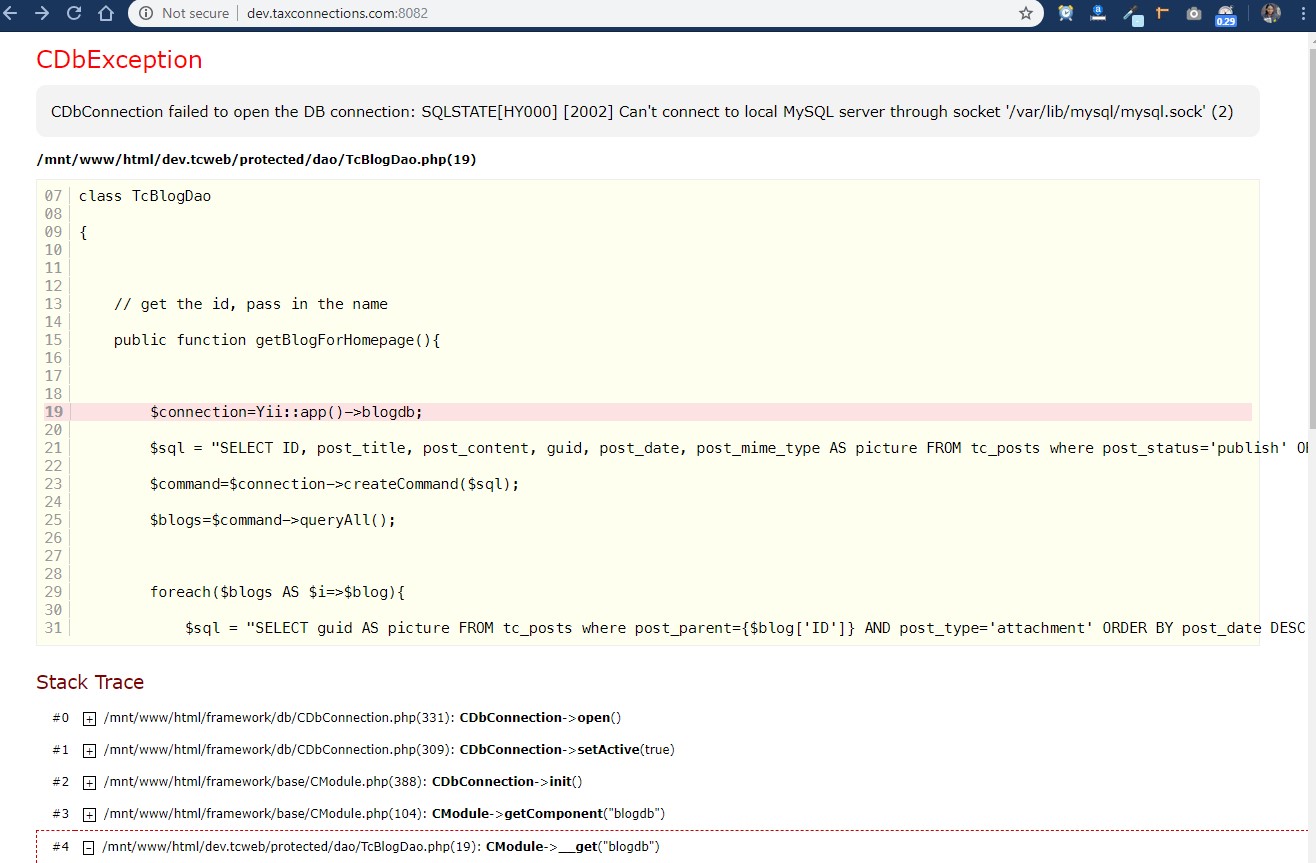 Not secure | dev.taxconnections.com:8082
0.29
CDbException
CDbConnection failed to open the DB connection: SQLSTATE[HY000] [2002] Can't connect to local MySQL server through socket '/var/lib/mysql/mysql.sock' (2)
/mnt/www/html/dev.tcweb/protected/dao/TcBlogDao.php(19)
07 class TcBlogDao
08
09 {
10
11
12
13 // get the id, pass in the name
14
15 public function getBlogForHomepage(){
16
17
18
19 $connection=Yii::app()->blogdb;
20
21 $sql = "SELECT ID, post_title, post_content, guid, post_date, post_mime_type AS picture FROM tc_posts where post_status='publish' OR
22
23 $command=$connection->createCommand($sql);
24
25 $blogs=$command->queryAll();
26
27
28
29 foreach($blogs AS $i=>$blog){
30
31 $sql = "SELECT guid AS picture FROM tc_posts where post_parent={$blog['ID']} AND post_type='attachment' ORDER BY post_date DESC
Stack Trace
#0 + /mnt/www/html/framework/db/CDbConnection.php(331): CDbConnection->open()
#1 + /mnt/www/html/framework/db/CDbConnection.php(309): CDbConnection->setActive(true)
#2 + /mnt/www/html/framework/base/CModule.php(388): CDbConnection->init()
#3 + /mnt/www/html/framework/base/CModule.php(104): CModule->getComponent("blogdb")
#4 - /mnt/www/html/dev.tcweb/protected/dao/TcBlogDao.php(19): CModule->__get("blogdb")